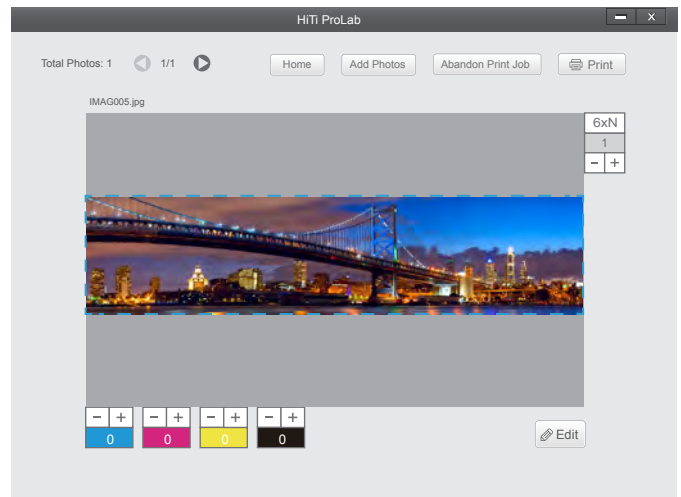 HiTi ProLab
— X
Total Photos: 1 1/1 Home Add Photos Abandon Print Job Print
IMAG005.jpg
6xN
1
- +
- + - + - + - +
0 0 0 0
Edit